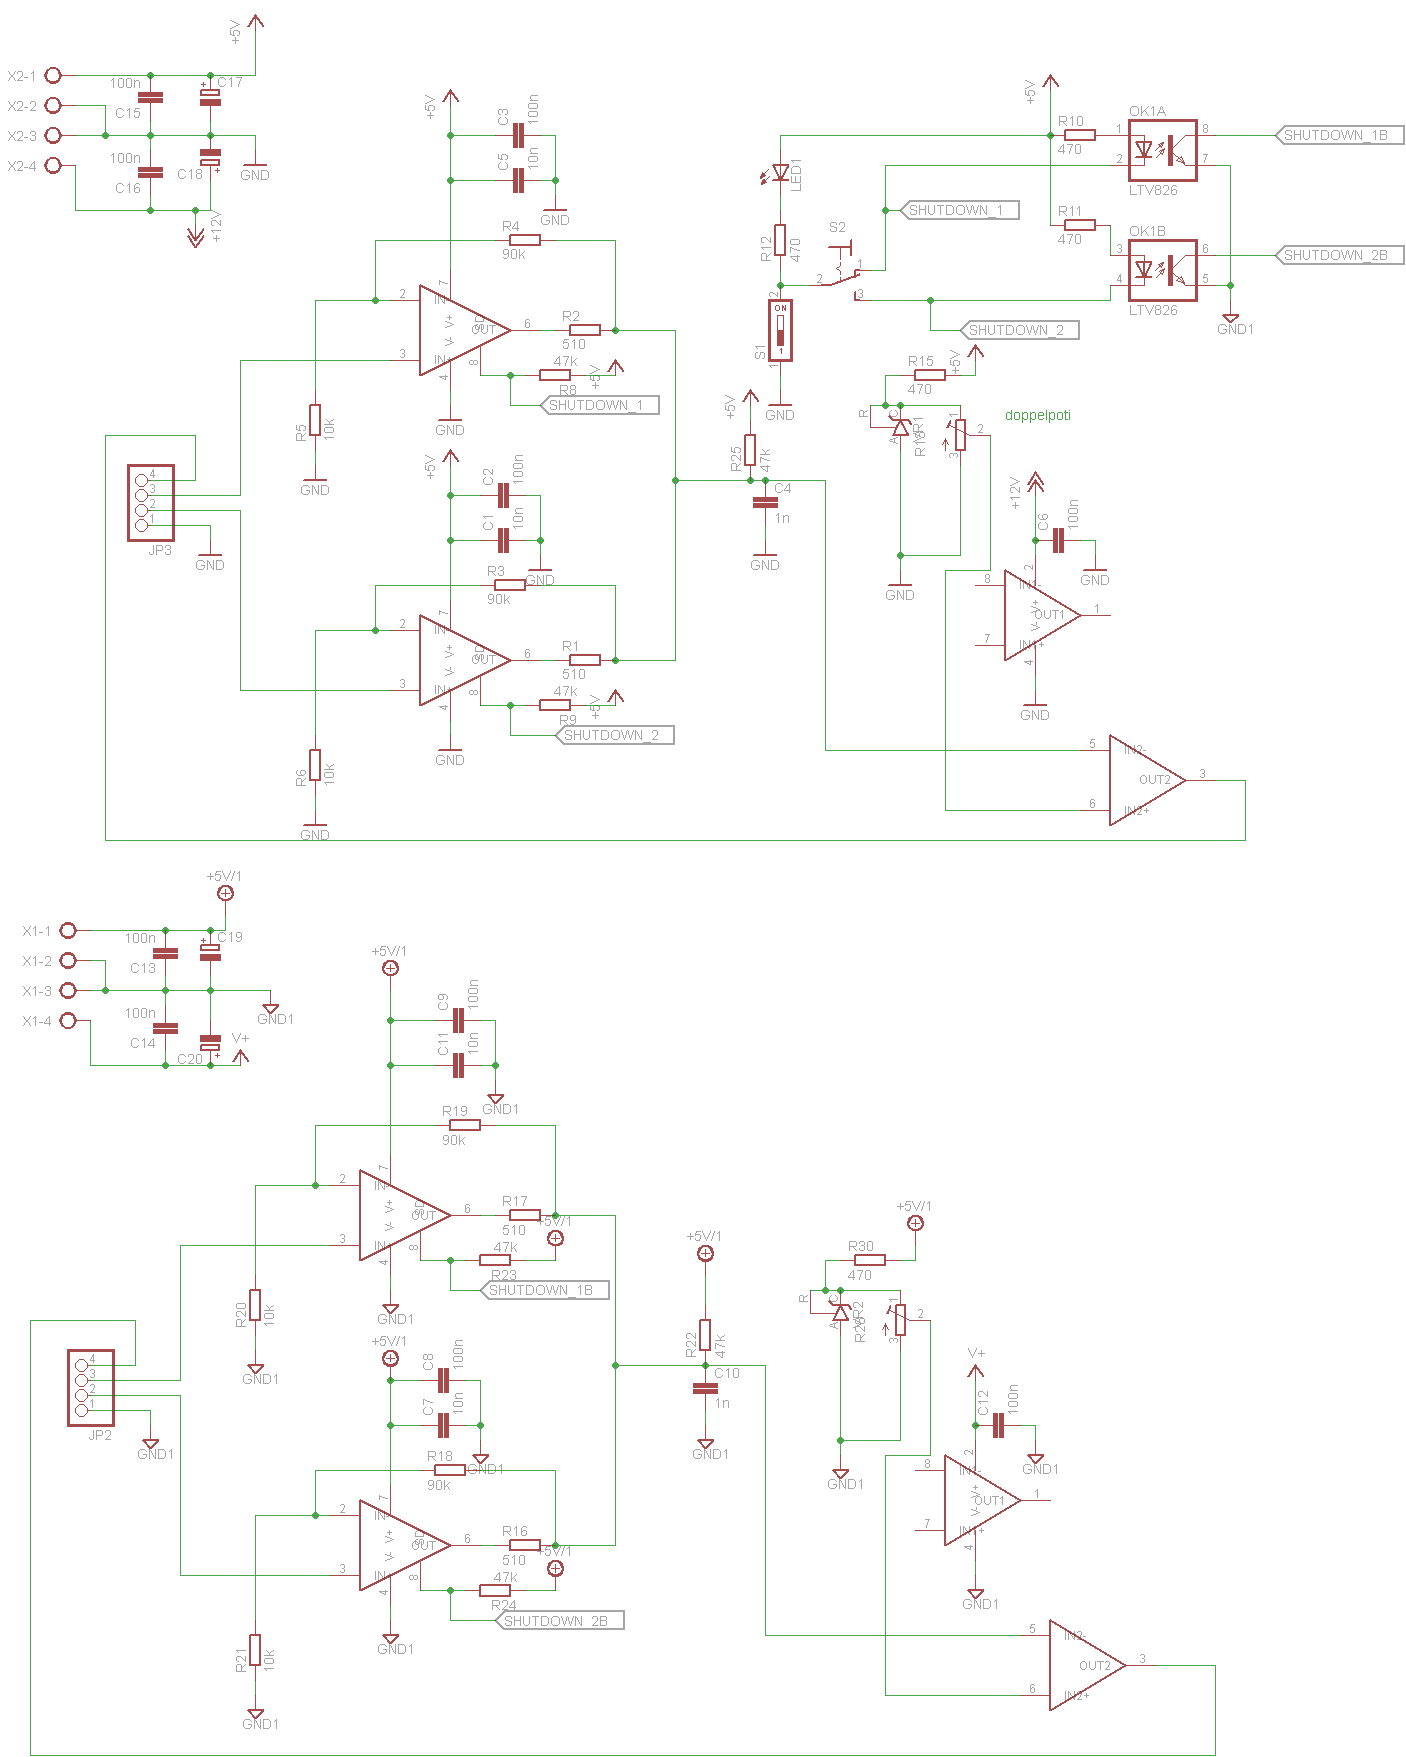 +5V
X2-1
100n
C17
X2-2
C15
X2-3
100n
X2-4
C16
C18
GND
+12V
+5V
C3
100n
C5
10n
GND
R4
90k
7
2
IN-
V+
SD
OUT
V-
3
IN+
4
8
6
R2
510
47k
R8
+5V
SHUTDOWN_1
GND
R5
10k
GND
+5V
LED1
R12
470
S2
1
2
3
2
ON
1
S1
1
GND
R10
470
R11
470
OK1A
1
2
8
7
LTV826
SHUTDOWN_1B
SHUTDOWN_1
OK1B
3
4
6
5
LTV826
SHUTDOWN_2B
GND1
SHUTDOWN_2
R15
470
+5V
R
C
A
VR1
1
2
3
doppelpoti
GND
+5V
R25
47k
C4
1n
GND
4
3
2
1
JP3
GND
+5V
C2
100n
C1
10n
GND
R3
90k
7
2
IN-
V+
SD
OUT
V-
3
IN+
4
8
6
R1
510
47k
R9
+5V
SHUTDOWN_2
GND
R6
10k
GND
+12V
C6
100n
GND
2
8
IN1-
V+
OUT1
V-
1
7
IN1+
4
GND
5
IN2-
OUT2
3
6
IN2+
+5V/1
X1-1
100n
C19
X1-2
C13
X1-3
100n
GND1
X1-4
C14
C20
V+
+5V/1
C9
100n
C11
10n
GND1
R19
90k
7
2
IN-
V+
SD
OUT
V-
3
IN+
4
8
6
R17
510
+5V/1
47k
R23
SHUTDOWN_1B
GND1
R20
10k
GND1
+5V/1
R22
47k
C10
1n
GND1
+5V/1
R30
470
R
C
A
VR2
1
2
3
GND1
4
3
2
1
JP2
GND1
+5V/1
C8
100n
C7
10n
GND1
R18
90k
7
2
IN-
V+
SD
OUT
V-
3
IN+
4
8
6
R16
510
+5V/1
47k
R24
SHUTDOWN_2B
GND1
R21
10k
GND1
V+
C12
100n
GND1
2
8
IN1-
V+
OUT1
V-
1
7
IN1+
4
GND1
5
IN2-
OUT2
3
6
IN2+